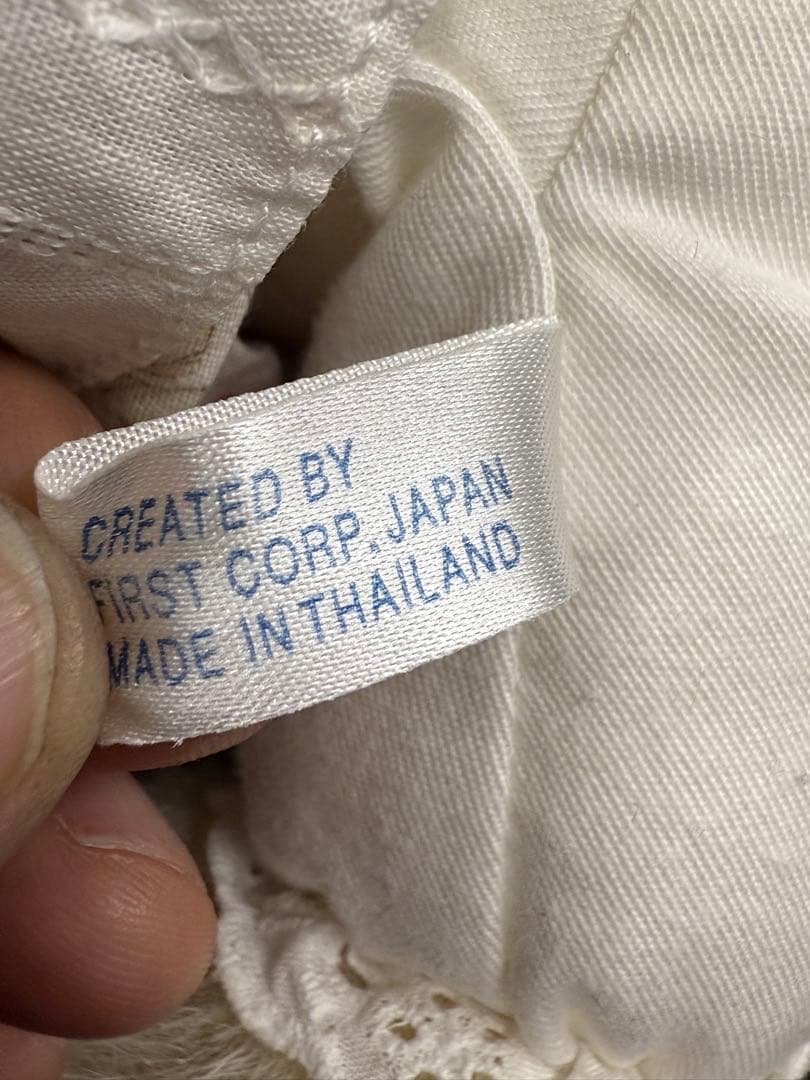 CREATED BY
FIRST CORP. JAPAN
MADE IN THAILAND